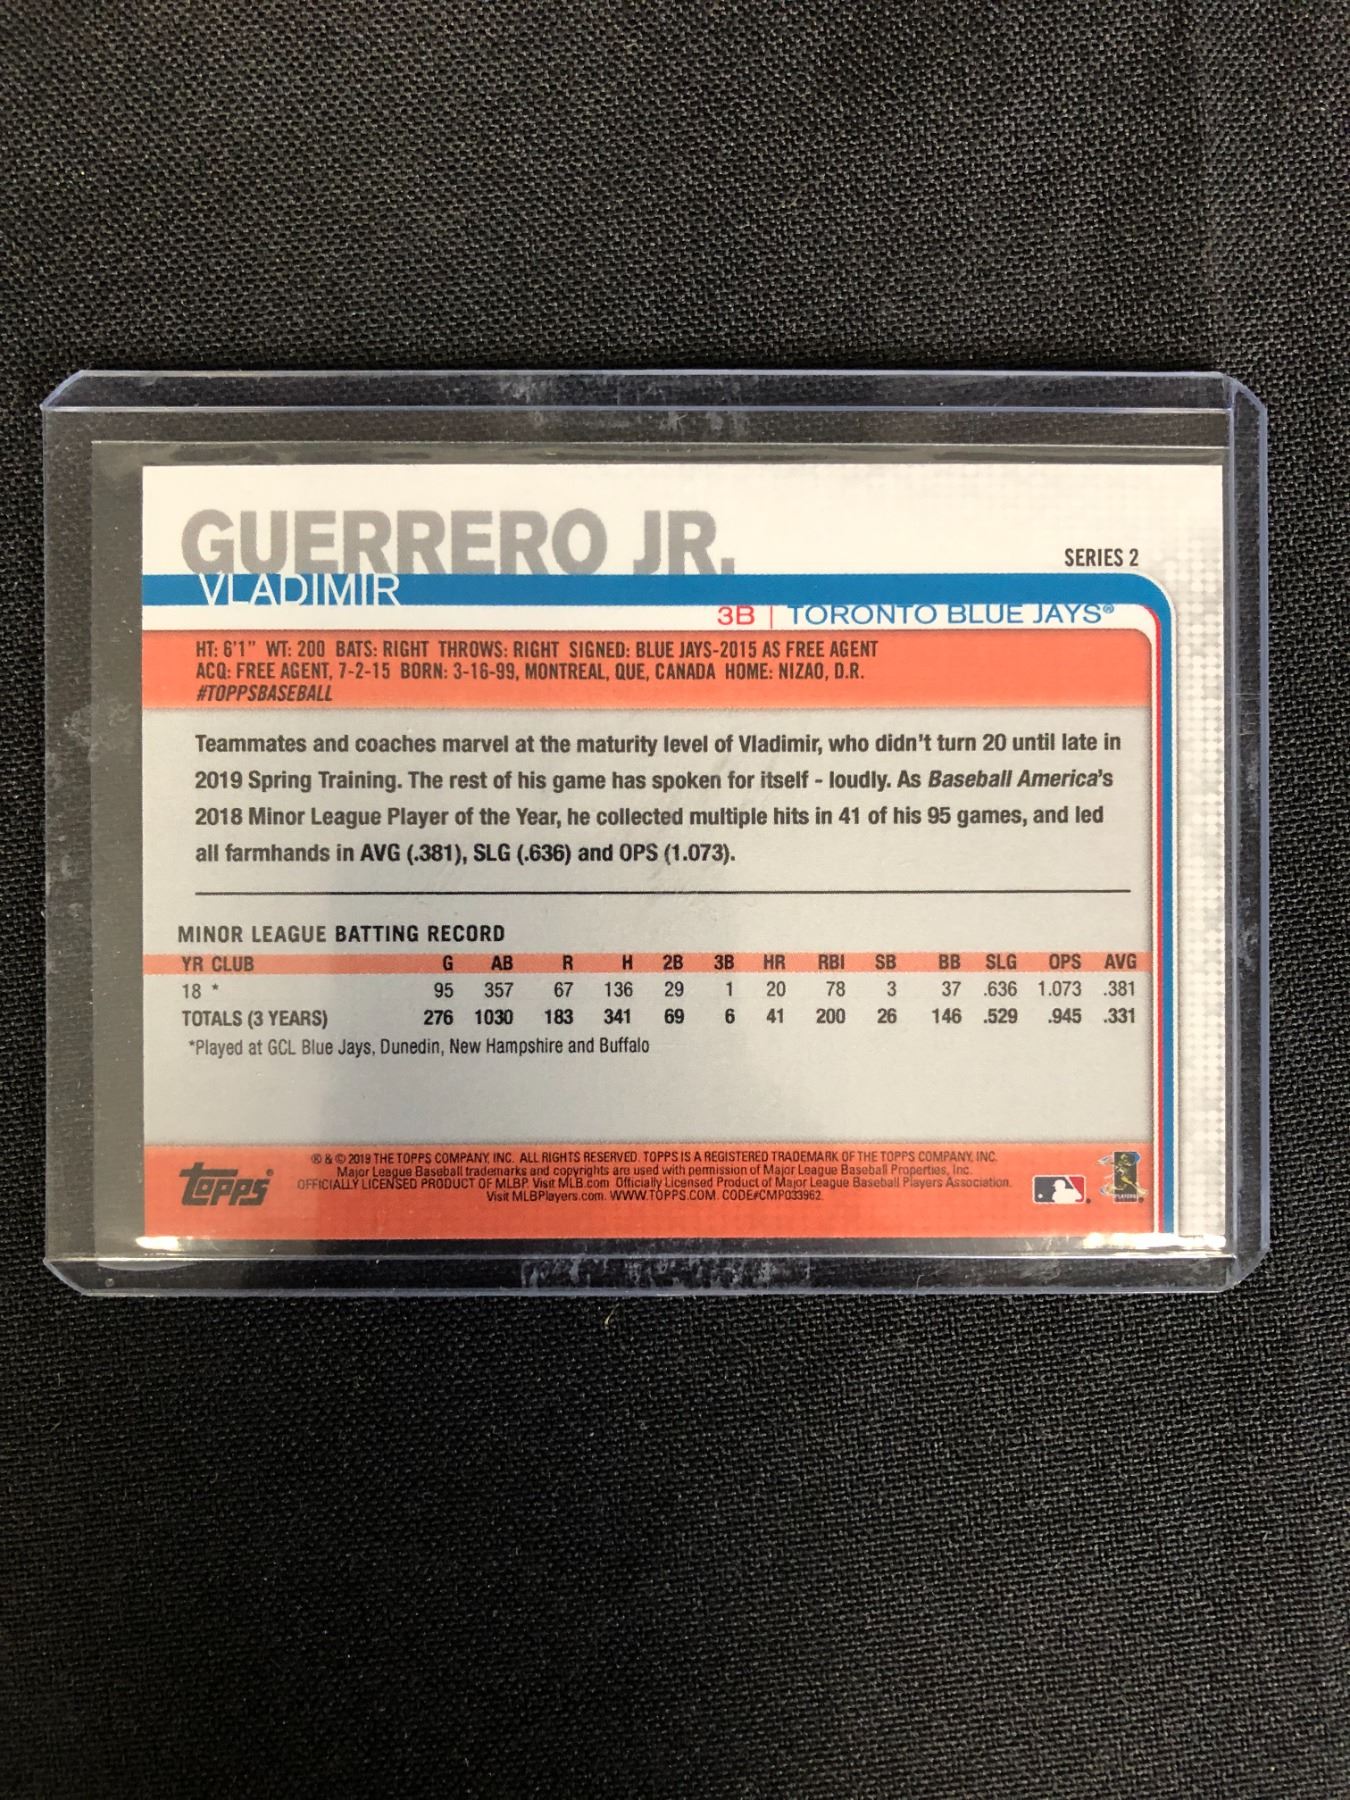 GUERRERO JR.
VLADIMIR
SERIES 2
3B | TORONTO BLUE JAYS®
HT: 6'1" WT: 200 BATS: RIGHT THROWS: RIGHT SIGNED: BLUE JAYS-2015 AS FREE AGENT
ACQ: FREE AGENT, 7-2-15 BORN: 3-16-99, MONTREAL, QUE, CANADA HOME: NIZAO, D.R.
#TOPPSBASEBALL
Teammates and coaches marvel at the maturity level of Vladimir, who didn't turn 20 until late in
2019 Spring Training. The rest of his game has spoken for itself - loudly. As Baseball America's
2018 Minor League Player of the Year, he collected multiple hits in 41 of his 95 games, and led
all farmhands in AVG (.381), SLG (.636) and OPS (1.073).
MINOR LEAGUE BATTING RECORD
YR CLUB G AB R H 2B 3B HR RBI SB BB SLG OPS AVG
18 * 95 357 67 136 29 1 20 78 3 37 .636 1.073 .381
TOTALS (3 YEARS) 276 1030 183 341 69 6 41 200 26 146 .529 .945 .331
*Played at GCL Blue Jays, Dunedin, New Hampshire and Buffalo
Topps®
® & © 2019 THE TOPPS COMPANY, INC. ALL RIGHTS RESERVED. TOPPS IS A REGISTERED TRADEMARK OF THE TOPPS COMPANY, INC.
Major League Baseball trademarks and copyrights are used with permission of Major League Baseball Properties, Inc.
OFFICIALLY LICENSED PRODUCT OF MLBP. Visit MLB.com Officially Licensed Product of Major League Baseball Players Association.
Visit MLBPlayers.com. WWW.TOPPS.COM. CODE#CMP033962
PLAYERS